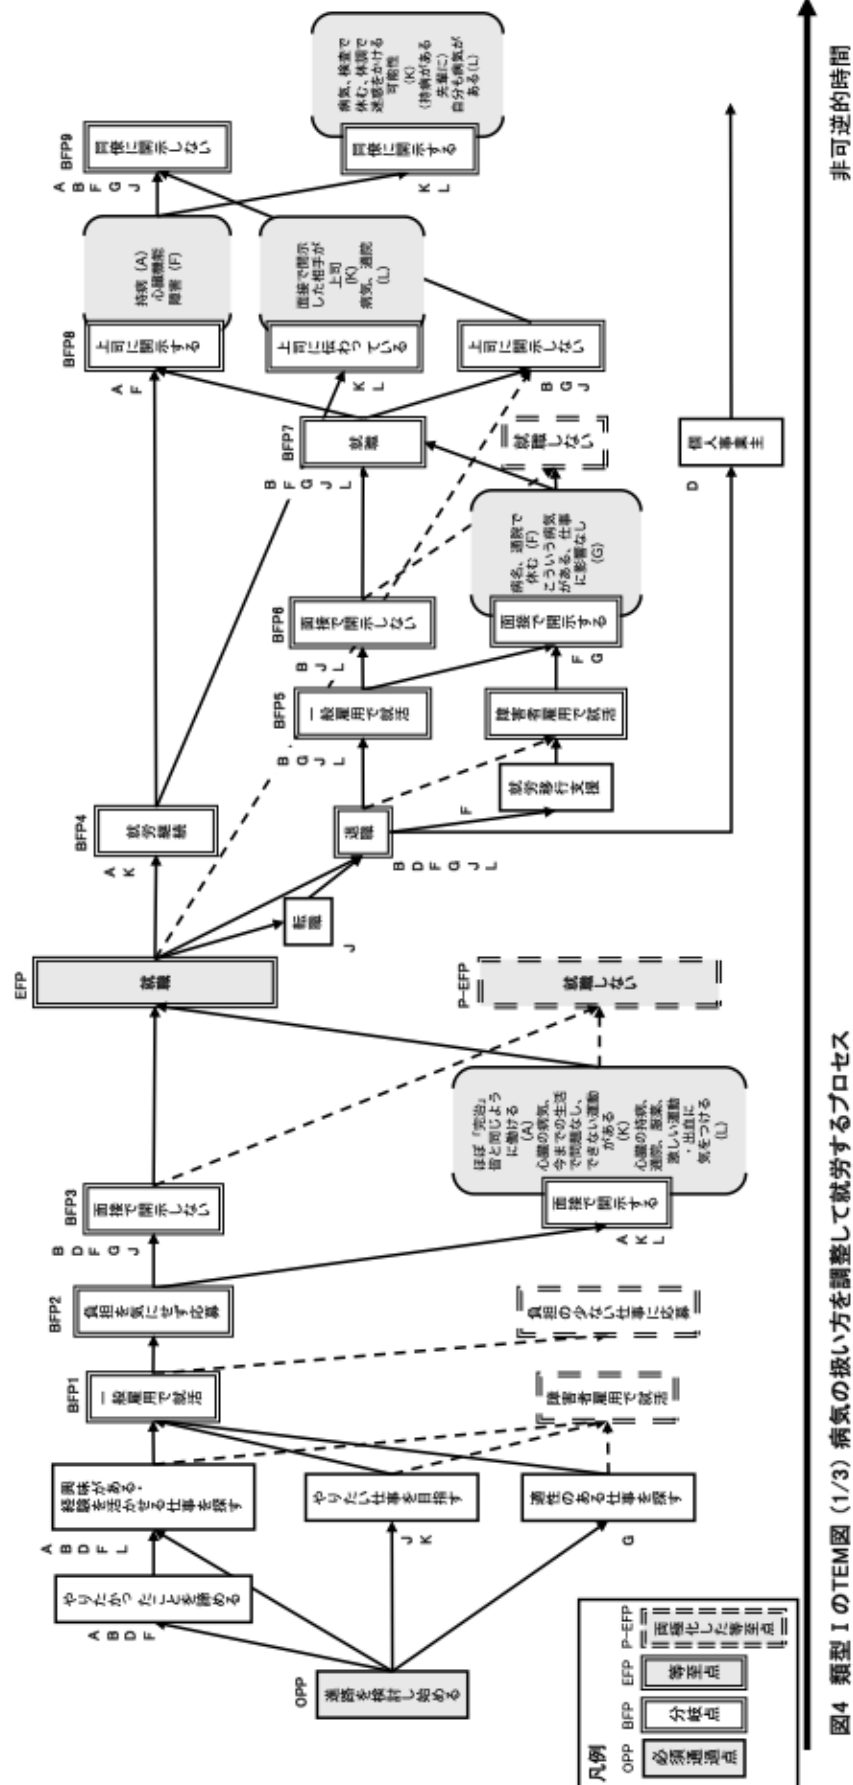 OPP
進路を検討し始める
やりたかったことを諦める
A
B
D
F
興味がある・
経験を活かせる仕事を探す
A
B
D
F
L
やりたい仕事を目指す
J
K
適性のある仕事を探す
G
BFP1
一般雇用で就活
障害者雇用で就活
BFP2
負担を気にせず応募
負担の少ない仕事に応募
BFP3
面接で開示しない
B
D
F
G
J
面接で開示する
A
K
L
ほぼ「完治」
皆と同じよう
に働ける
(A)
心臓の病気、
今までの生活
で問題なし、
できない運動
がある
(K)
心臓の持病、
通院、服薬、
激しい運動
・出血に
気をつける
(L)
EFP
就職
P-EFP
就職しない
転職
J
BFP4
就労継続
A
K
退職
B
D
F
G
J
L
就労移行支援
F
BFP5
一般雇用で就活
B
G
J
L
障害者雇用で就活
BFP6
面接で開示しない
B
J
L
面接で開示する
F
G
病名、通院で
休む (F)
こういう病気
がある、仕事
に影響なし
(G)
BFP7
就職
B
F
G
J
L
就職しない
個人事業主
D
BFP8
上司に開示する
A
F
持病 (A)
心臓機能
障害 (F)
上司に伝わっている
K
L
面接で開示
した相手が
上司
(K)
病気、通院
(L)
上司に開示しない
B
G
J
BFP9
同僚に開示しない
A
B
F
G
J
同僚に開示する
K
L
病気、検査で
休む、体調で
迷惑をかける
可能性
(K)
(持病がある
先輩に)
自分も病気が
ある(L)
凡例
OPP
必須通過点
BFP
分岐点
EFP
等至点
P-EFP
両極化した等至点
非可逆的時間
図4 類型ⅠのTEM図 (1/3) 病気の扱い方を調整して就労するプロセス